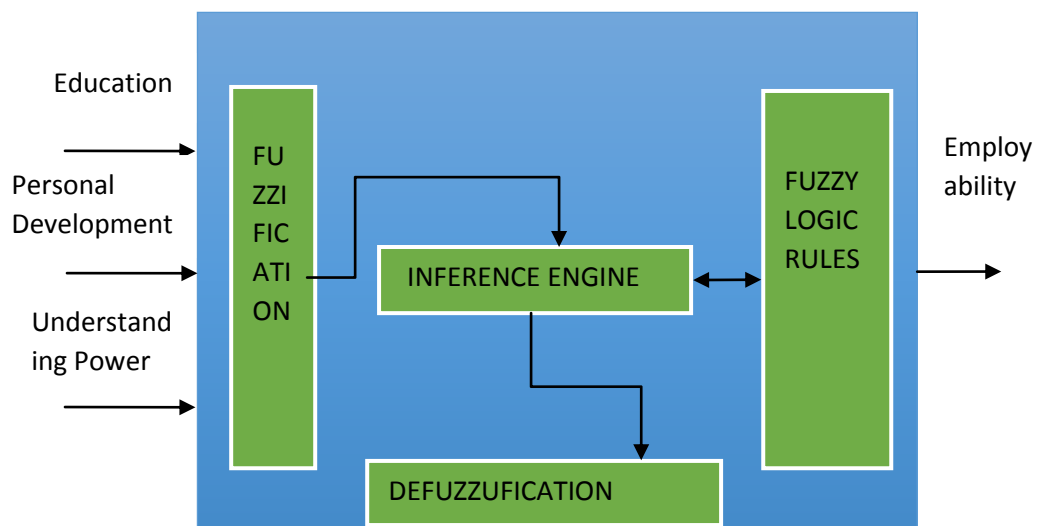 Education
Personal
Development
Understand
ing Power
FU
ZZI
FIC
ATI
ON
INFERENCE ENGINE
DEFUZZUFICATION
FUZZY
LOGIC
RULES
Employ
ability